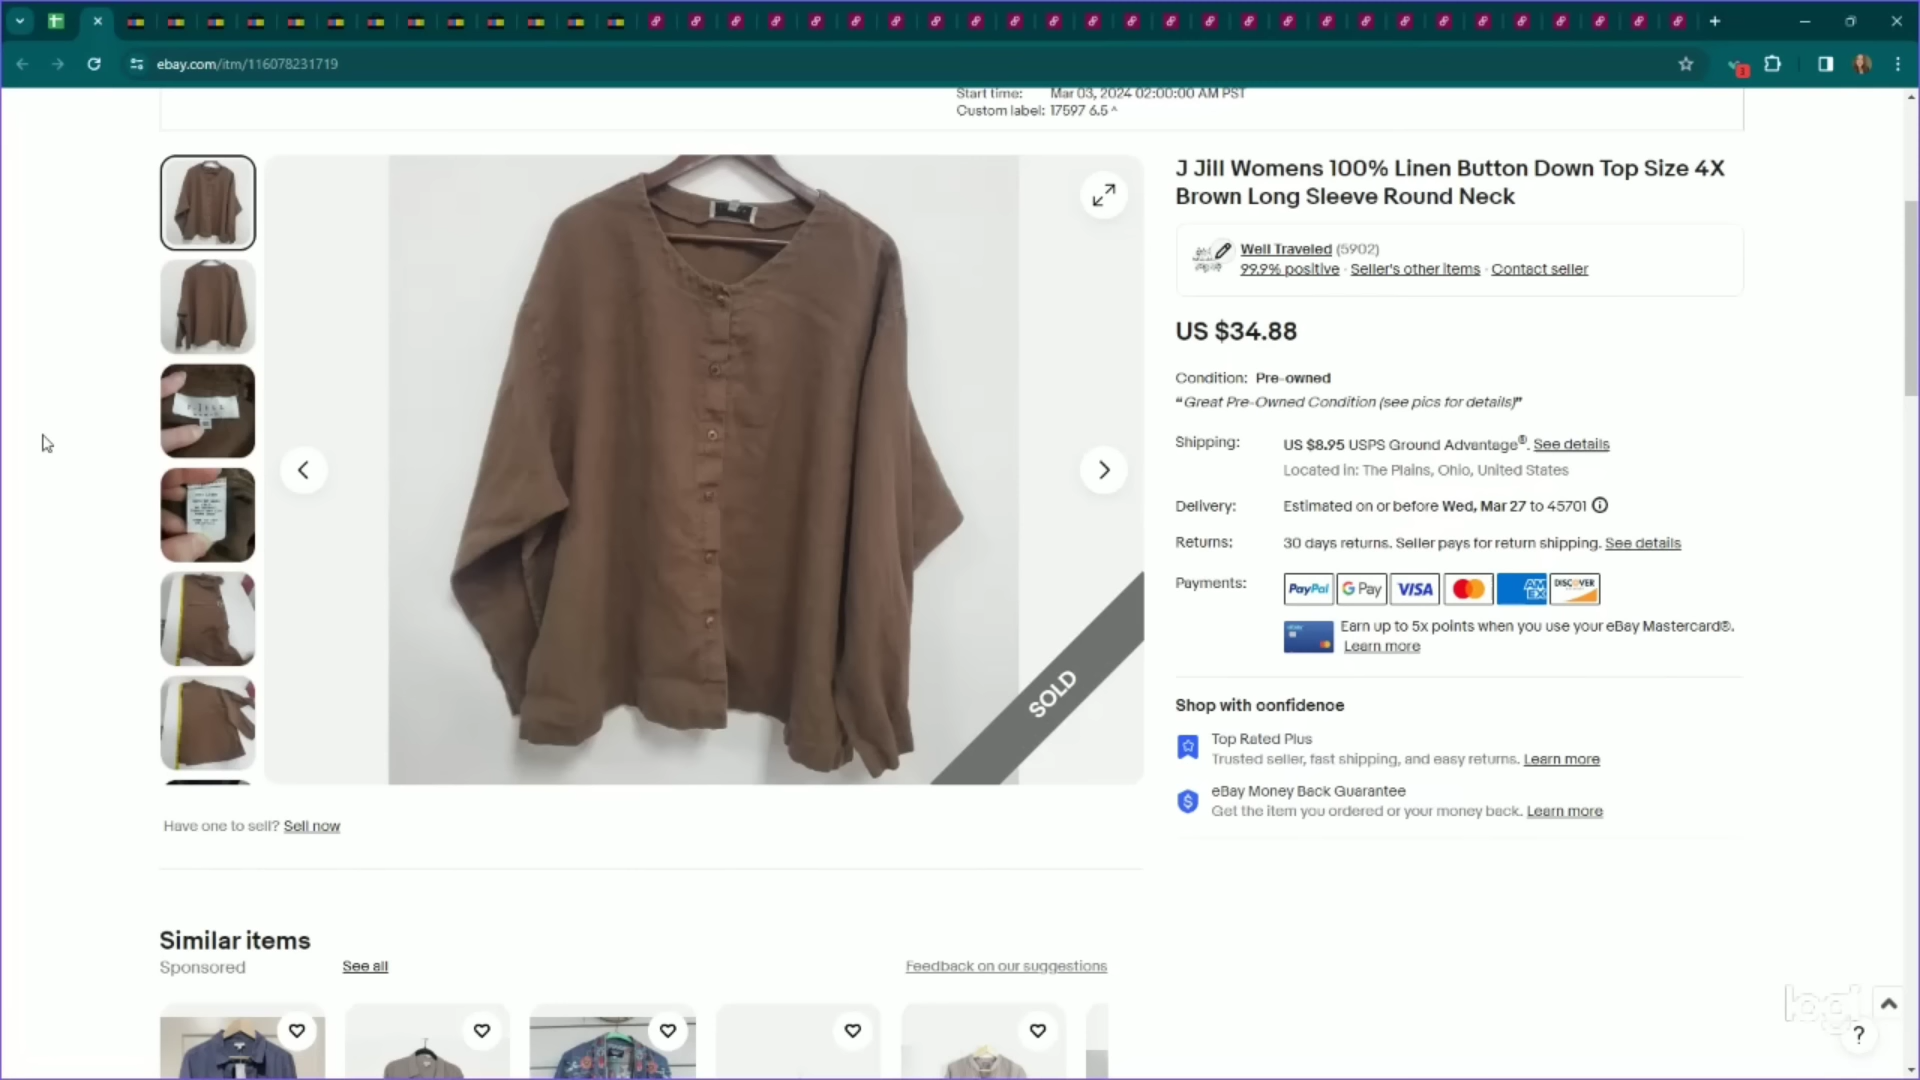 ebay.com/itm/116078231719
Start time: Mar 03, 2024 02:00:00 AM PST
Custom label: 17597 6.5 ^
J Jill Womens 100% Linen Button Down Top Size 4X
Brown Long Sleeve Round Neck
Well Traveled (5902)
99.9% positive · Seller's other items · Contact seller
US $34.88
Condition: Pre-owned
"Great Pre-Owned Condition (see pics for details)"
Shipping: US $8.95 USPS Ground Advantage®. See details
Located in: The Plains, Ohio, United States
Delivery: Estimated on or before Wed, Mar 27 to 45701
Returns: 30 days returns. Seller pays for return shipping. See details
Payments: PayPal G Pay VISA AM EX DISCOVER
Earn up to 5x points when you use your eBay Mastercard®.
Learn more
SOLD
Shop with confidence
Top Rated Plus
Trusted seller, fast shipping, and easy returns. Learn more
eBay Money Back Guarantee
Get the item you ordered or your money back. Learn more
Have one to sell? Sell now
Similar items
Sponsored See all Feedback on our suggestions
logi
?